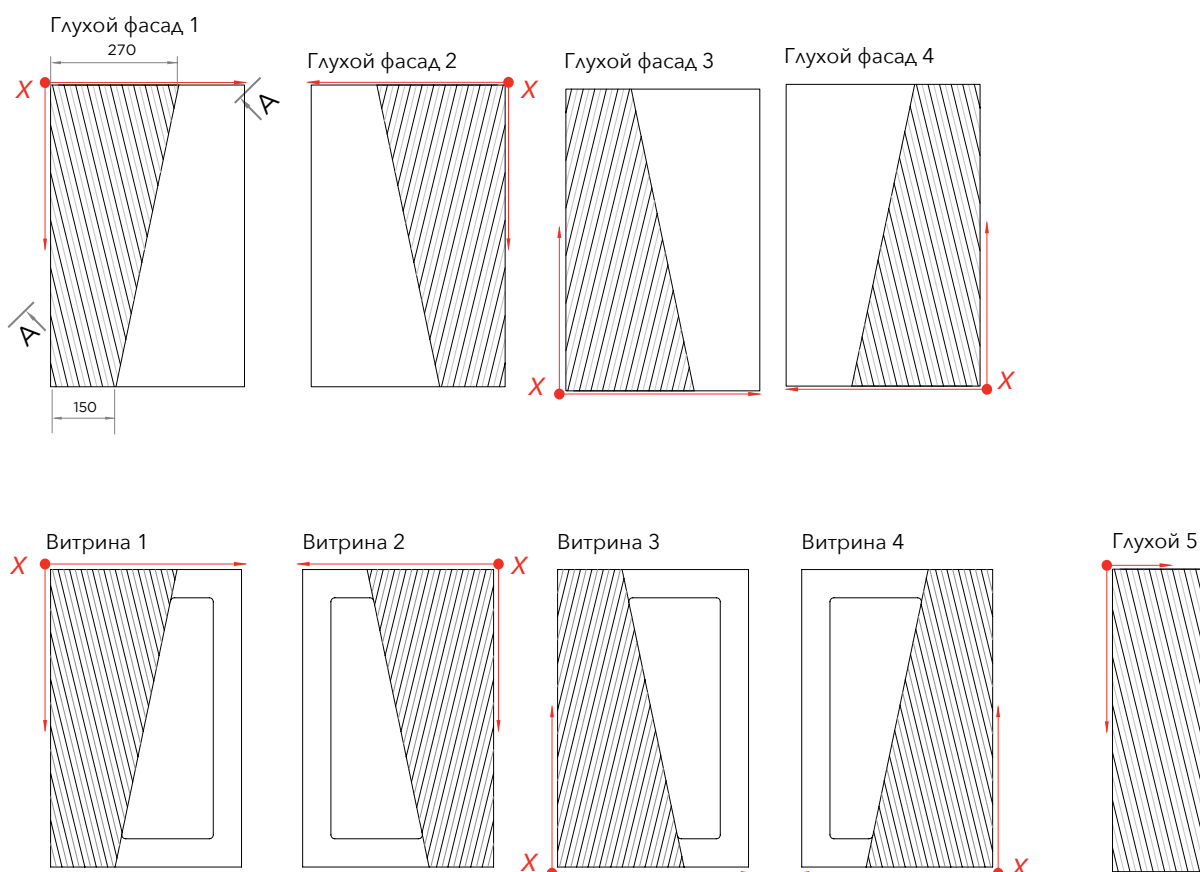 Глухой фасад 1
270
X
A
Глухой фасад 2
X
Глухой фасад 3
Глухой фасад 4
A
X
X
150
Витрина 1
X
Витрина 2
X
Витрина 3
Витрина 4
Глухой 5
X
X